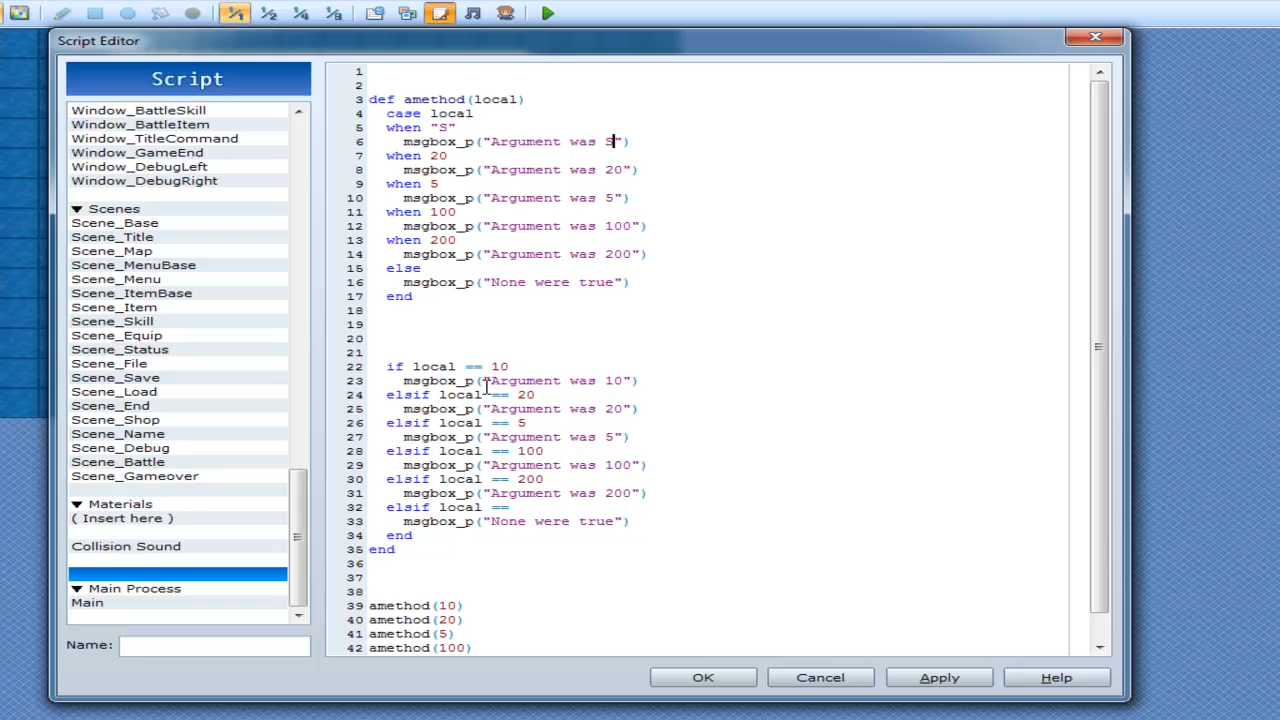 1/1 1/2 1/4 1/8
Script Editor
Script
Window_BattleSkill
Window_BattleItem
Window_TitleCommand
Window_GameEnd
Window_DebugLeft
Window_DebugRight
▼ Scenes
Scene_Base
Scene_Title
Scene_Map
Scene_MenuBase
Scene_Menu
Scene_ItemBase
Scene_Item
Scene_Skill
Scene_Equip
Scene_Status
Scene_File
Scene_Save
Scene_Load
Scene_End
Scene_Shop
Scene_Name
Scene_Debug
Scene_Battle
Scene_Gameover
▼ Materials
( Insert here )
Collision Sound
▼ Main Process
Main
Name:
1
2
3 def amethod(local)
4   case local
5   when "S"
6     msgbox_p("Argument was S")
7   when 20
8     msgbox_p("Argument was 20")
9   when 5
10     msgbox_p("Argument was 5")
11   when 100
12     msgbox_p("Argument was 100")
13   when 200
14     msgbox_p("Argument was 200")
15   else
16     msgbox_p("None were true")
17   end
18
19
20
21
22   if local == 10
23     msgbox_p("Argument was 10")
24   elsif local == 20
25     msgbox_p("Argument was 20")
26   elsif local == 5
27     msgbox_p("Argument was 5")
28   elsif local == 100
29     msgbox_p("Argument was 100")
30   elsif local == 200
31     msgbox_p("Argument was 200")
32   elsif local ==
33     msgbox_p("None were true")
34   end
35 end
36
37
38
39 amethod(10)
40 amethod(20)
41 amethod(5)
42 amethod(100)
OK Cancel Apply Help